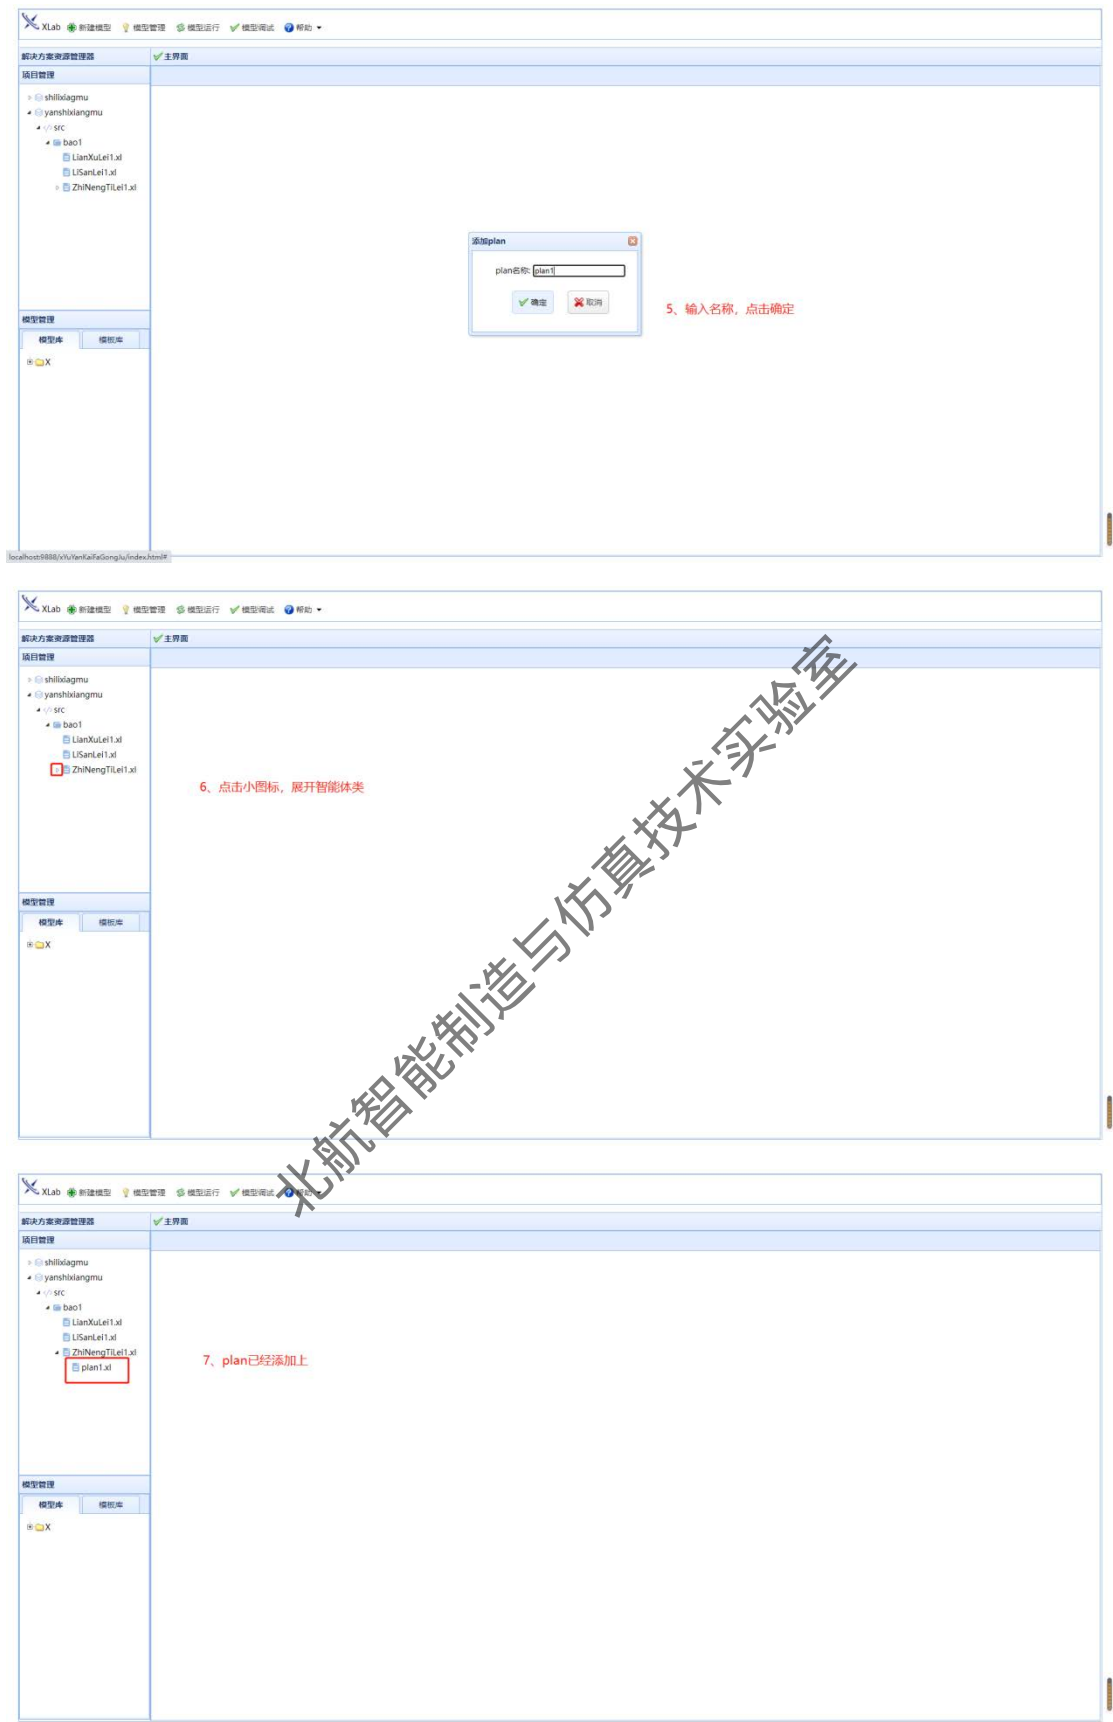 XLab 新建模型 模型管理 模型运行 模型调试 帮助
解决方案资源管理器 主界面
项目管理
shilixiagmu
yanshixiangmu
src
bao1
LianXuLei1.xl
LiSanLei1.xl
ZhiNengTiLei1.xl
添加plan
plan名称: plan1
确定 取消
5、输入名称，点击确定
模型管理
模型库 模板库
X
localhost:9888/xYuYanKaiFaGongJu/index.html#
XLab 新建模型 模型管理 模型运行 模型调试 帮助
解决方案资源管理器 主界面
项目管理
shilixiagmu
yanshixiangmu
src
bao1
LianXuLei1.xl
LiSanLei1.xl
ZhiNengTiLei1.xl
6、点击小图标，展开智能体类
模型管理
模型库 模板库
X
北航智能制造与仿真技术实验室
XLab 新建模型 模型管理 模型运行 模型调试 帮助
解决方案资源管理器 主界面
项目管理
shilixiagmu
yanshixiangmu
src
bao1
LianXuLei1.xl
LiSanLei1.xl
ZhiNengTiLei1.xl
plan1.xl
7、plan已经添加上
模型管理
模型库 模板库
X